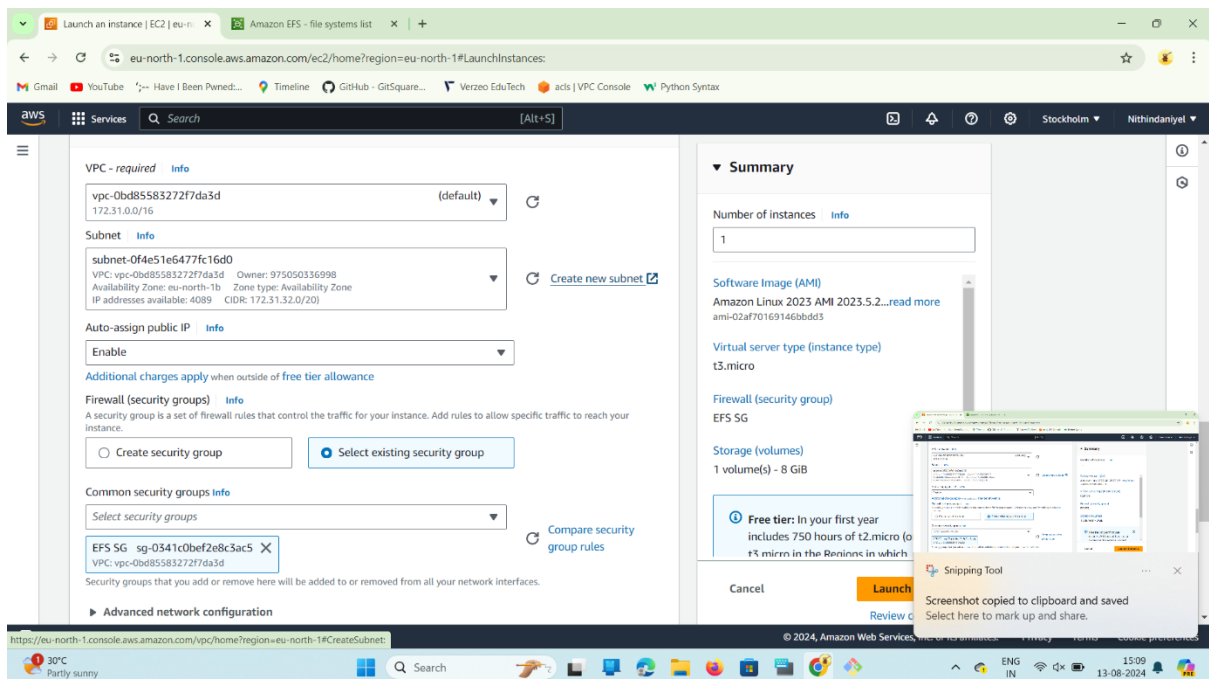 Launch an instance | EC2 | eu-n
Amazon EFS - file systems list
eu-north-1.console.aws.amazon.com/ec2/home?region=eu-north-1#LaunchInstances:
Gmail YouTube Have I Been Pwned:... Timeline GitHub - GitSquare... Verzeo EduTech acls | VPC Console Python Syntax
aws Services Search [Alt+S] Stockholm ▼ Nithindaniyel ▼
VPC - required Info
vpc-0bd85583272f7da3d (default)
172.31.0.0/16
Subnet Info
subnet-0f4e51e6477fc16d0
VPC: vpc-0bd85583272f7da3d Owner: 975050336998
Availability Zone: eu-north-1b Zone type: Availability Zone
IP addresses available: 4089 CIDR: 172.31.32.0/20)
Create new subnet
Auto-assign public IP Info
Enable
Additional charges apply when outside of free tier allowance
Firewall (security groups) Info
A security group is a set of firewall rules that control the traffic for your instance. Add rules to allow specific traffic to reach your
instance.
Create security group
Select existing security group
Common security groups Info
Select security groups
EFS SG sg-0341c0bef2e8c3ac5
VPC: vpc-0bd85583272f7da3d
Compare security
group rules
Security groups that you add or remove here will be added to or removed from all your network interfaces.
Advanced network configuration
Summary
Number of instances Info
1
Software Image (AMI)
Amazon Linux 2023 AMI 2023.5.2...read more
ami-02af70169146bbdd3
Virtual server type (instance type)
t3.micro
Firewall (security group)
EFS SG
Storage (volumes)
1 volume(s) - 8 GiB
Free tier: In your first year
includes 750 hours of t2.micro (o
t3.micro in the Regions in which
Cancel
Launch
Review c
Snipping Tool
Screenshot copied to clipboard and saved
Select here to mark up and share.
https://eu-north-1.console.aws.amazon.com/vpc/home?region=eu-north-1#CreateSubnet:
© 2024, Amazon Web Services,
1
30°C
Partly sunny
Search
ENG
IN
15:09
13-08-2024
PRE